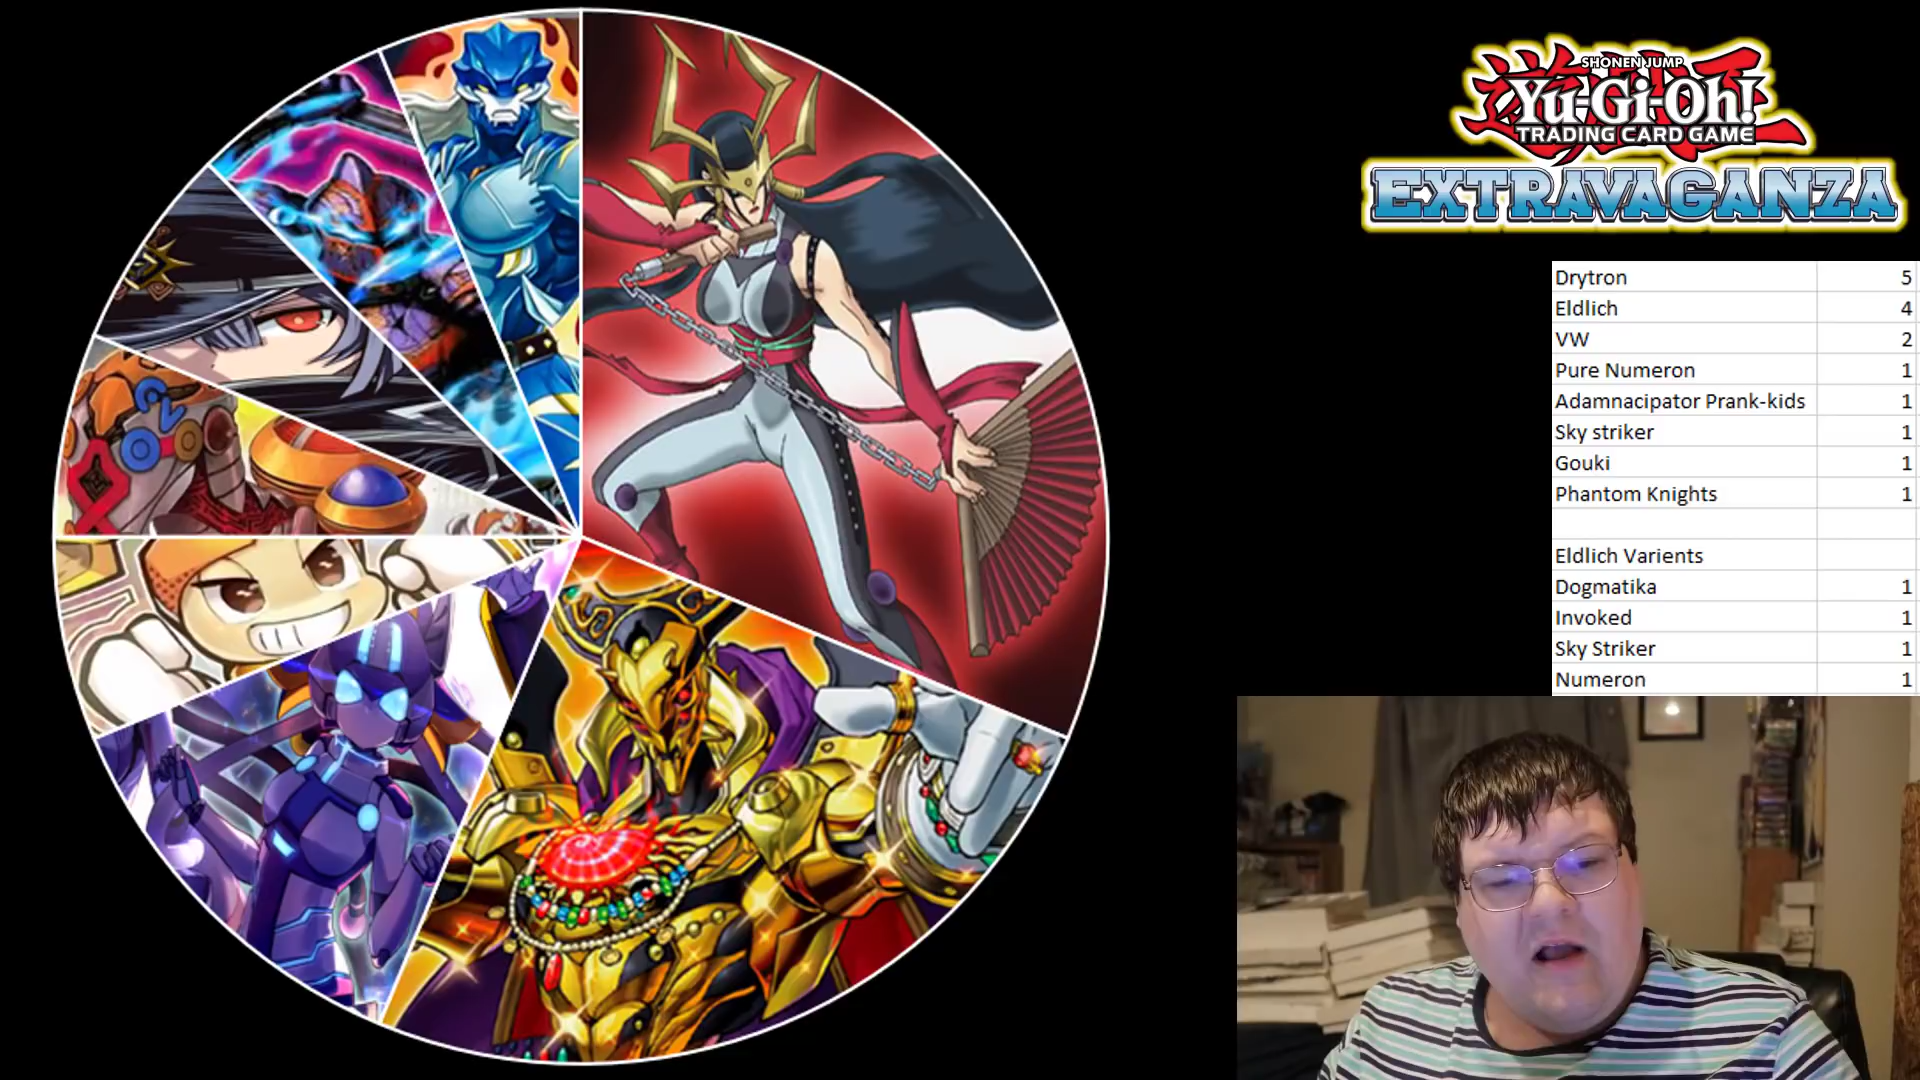 SHONEN JUMP
Yu-Gi-Oh!
TRADING CARD GAME
EXTRAVAGANZA
Drytron 5
Eldlich 4
VW 2
Pure Numeron 1
Adamnacipator Prank-kids 1
Sky striker 1
Gouki 1
Phantom Knights 1
Eldlich Varients
Dogmatika 1
Invoked 1
Sky Striker 1
Numeron 1